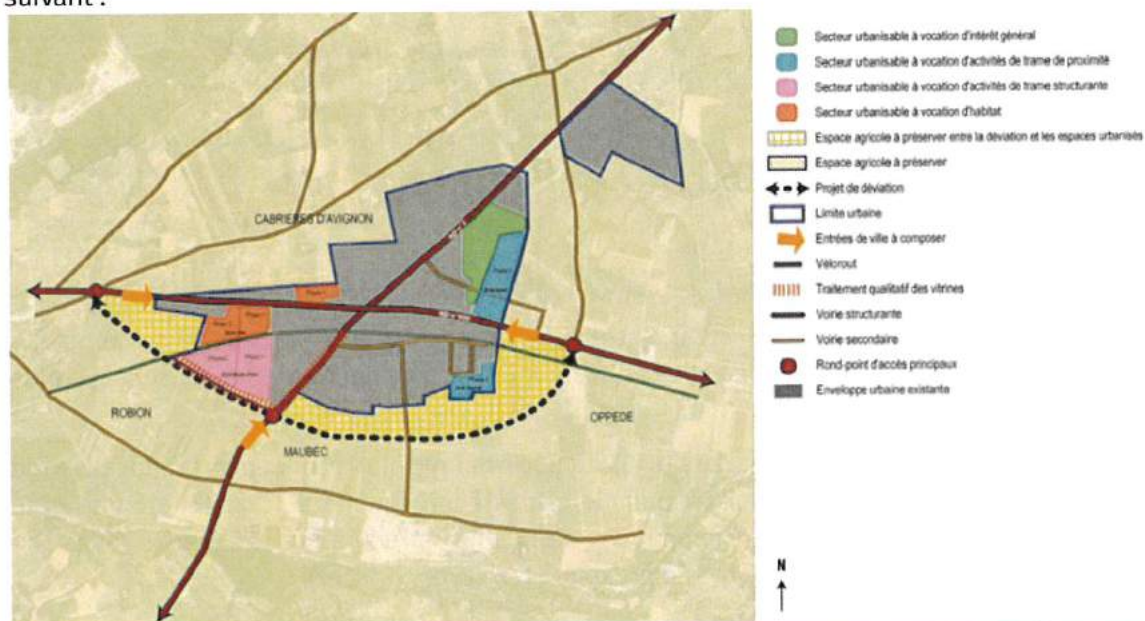 suivant :
Secteur urbanisable à vocation d'intérêt général
Secteur urbanisable à vocation d'activités de trame de proximité
Secteur urbanisable à vocation d'activités de trame structurante
Secteur urbanisable à vocation d'habitat
Espace agricole à préserver entre la déviation et les espaces urbanisés
Espace agricole à préserver
Projet de déviation
Limite urbaine
Entrées de ville à composer
Vélorout
Traitement qualitatif des vitrines
Voirie structurante
Voirie secondaire
Rond-point d'accès principaux
Enveloppe urbaine existante
CABRIERES D'AVIGNON
ROBION
MAUBEC
OPPEDE
N